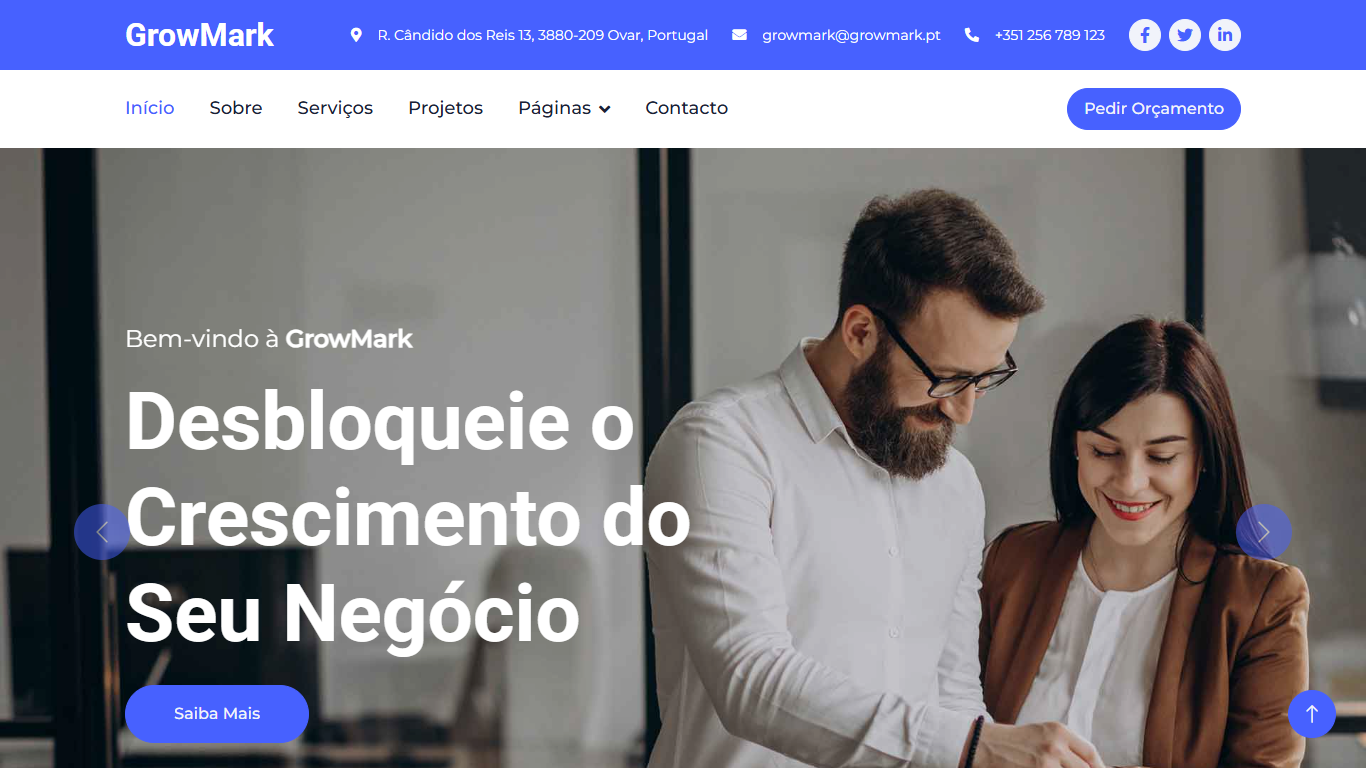 GrowMark
R. Cândido dos Reis 13, 3880-209 Ovar, Portugal
growmark@growmark.pt
+351 256 789 123
Início
Sobre
Serviços
Projetos
Páginas
Contacto
Pedir Orçamento
Bem-vindo à GrowMark
Desbloqueie o
Crescimento do
Seu Negócio
Saiba Mais